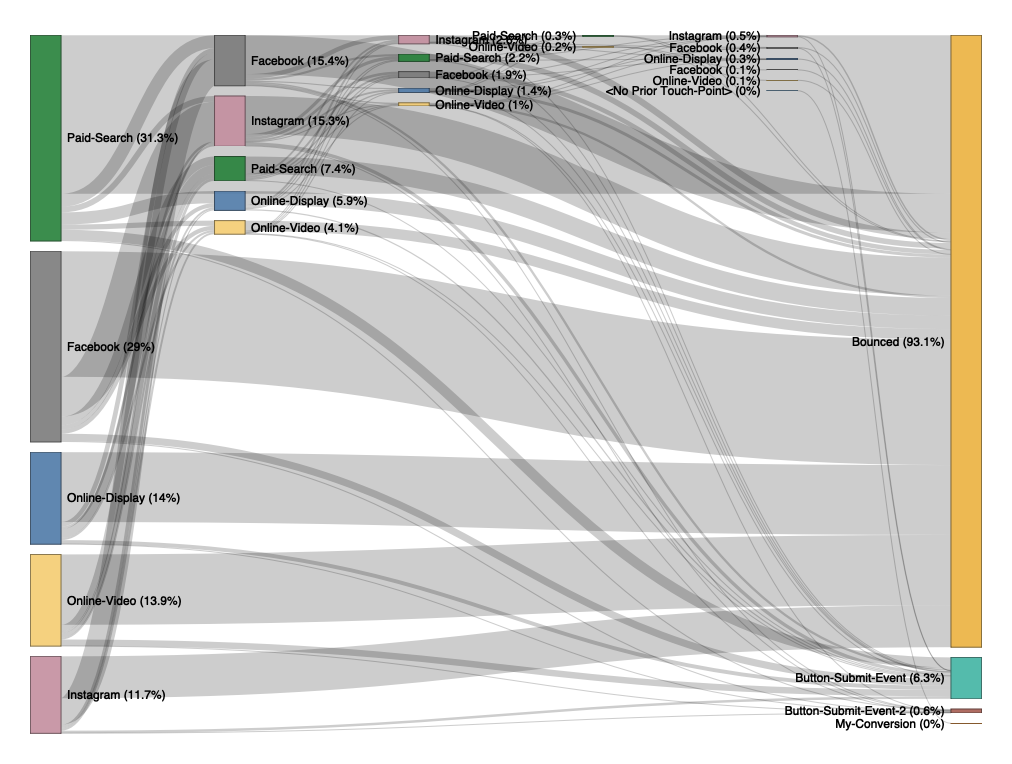 Paid-Search (31.3%)
Facebook (29%)
Online-Display (14%)
Online-Video (13.9%)
Instagram (11.7%)
Facebook (15.4%)
Instagram (15.3%)
Paid-Search (7.4%)
Online-Display (5.9%)
Online-Video (4.1%)
Instagram
Paid-Search (2.2%)
Facebook (1.9%)
Online-Display (1.4%)
Online-Video (1%)
Paid-Search (0.3%)
Online-Video (0.2%)
Instagram (0.5%)
Facebook (0.4%)
Online-Display (0.3%)
Facebook (0.1%)
Online-Video (0.1%)
<No Prior Touch-Point> (0%)
Bounced (93.1%)
Button-Submit-Event (6.3%)
Button-Submit-Event-2 (0.6%)
My-Conversion (0%)